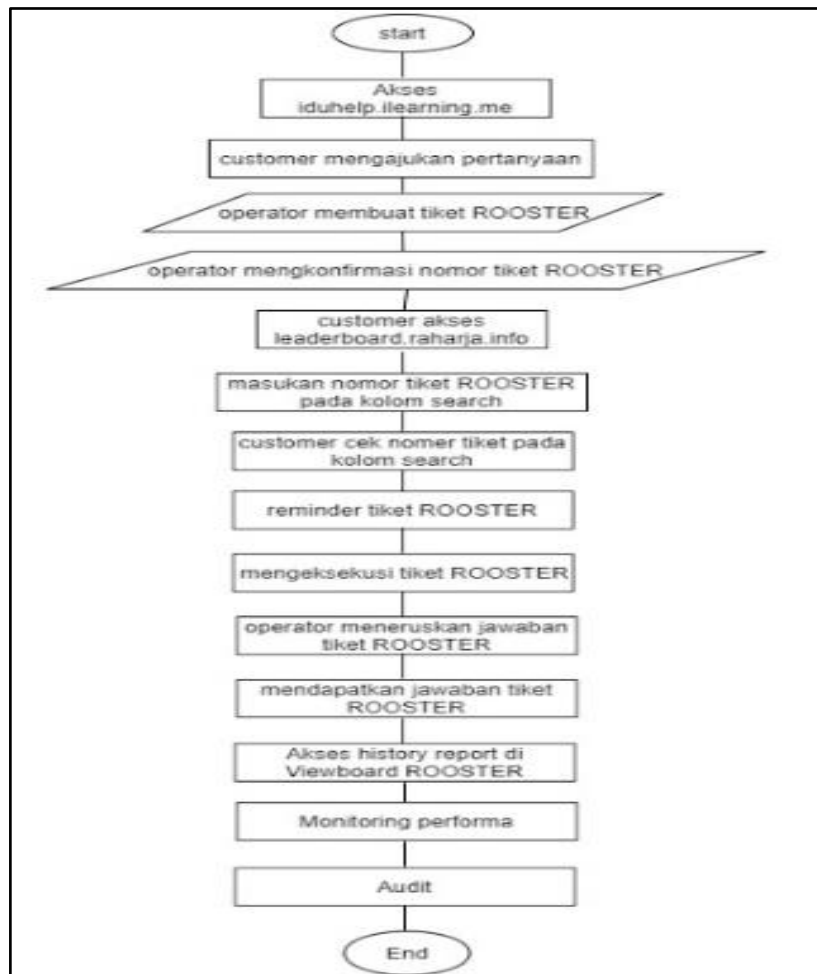 start
Akses
iduhelp.ilearning.me
customer mengajukan pertanyaan
operator membuat tiket ROOSTER
operator mengkonfirmasi nomor tiket ROOSTER
customer akses
leaderboard.raharja.info
masukan nomor tiket ROOSTER
pada kolom search
customer cek nomer tiket pada
kolom search
reminder tiket ROOSTER
mengeksekusi tiket ROOSTER
operator meneruskan jawaban
tiket ROOSTER
mendapatkan jawaban tiket
ROOSTER
Akses history report di
Viewboard ROOSTER
Monitoring performa
Audit
End